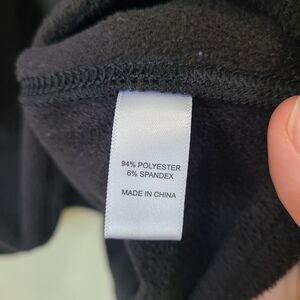 94% POLYESTER
6% SPANDEX
MADE IN CHINA